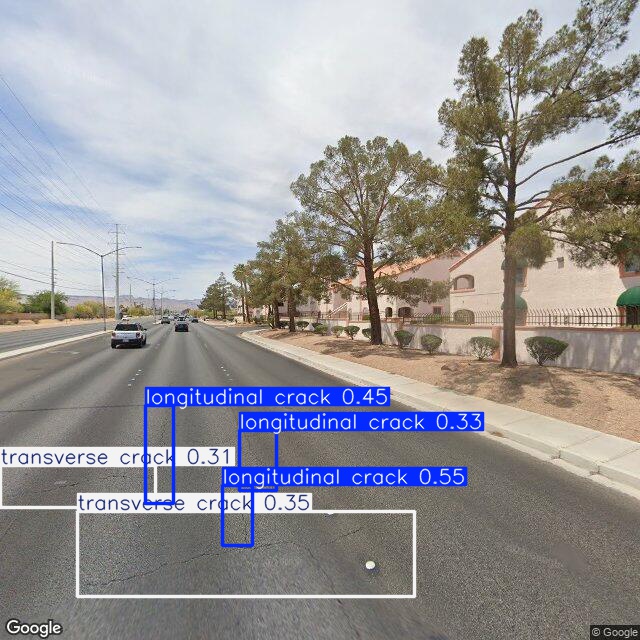 longitudinal crack 0.45
longitudinal crack 0.33
transverse crack 0.31
longitudinal crack 0.55
transverse crack 0.35
Google
© Google